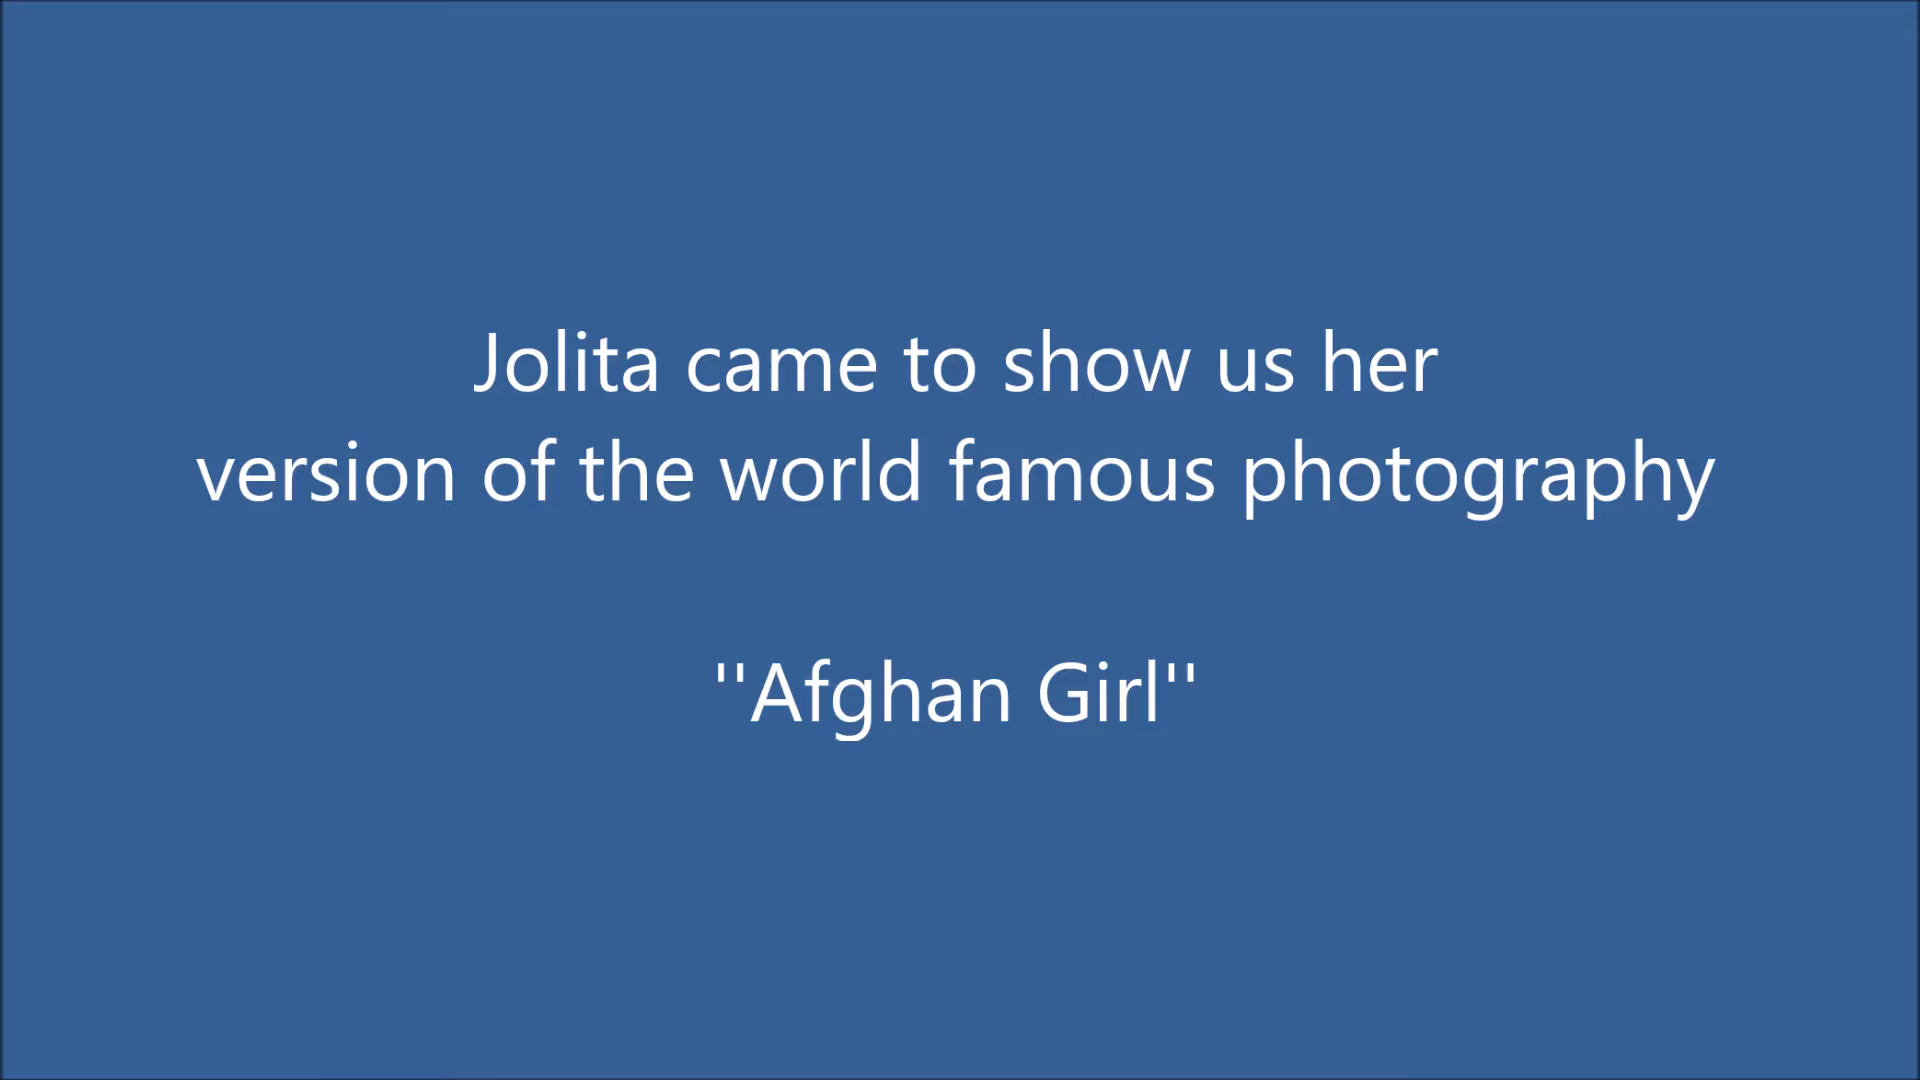 Jolita came to show us her
version of the world famous photography
''Afghan Girl''